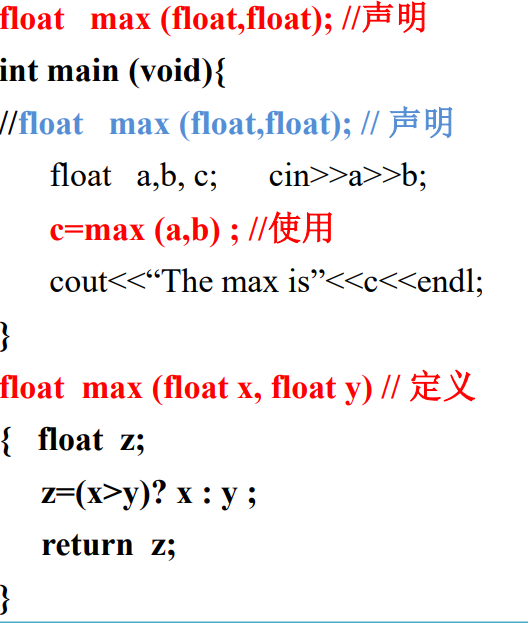 float max (float,float); //声明
int main (void){
//float max (float,float); // 声明
float a,b, c; cin>>a>>b;
c=max (a,b) ; //使用
cout<<“The max is”<<c<<endl;
}
float max (float x, float y) // 定义
{ float z;
z=(x>y)? x : y ;
return z;
}